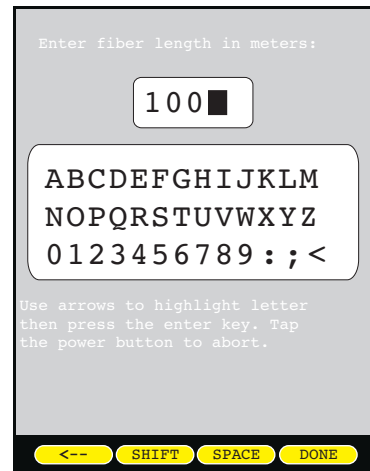 Enter fiber length in meters:
100
ABCDEFGHIJKLM
NOPQRSTUVWXYZ
0123456789:;<
Use arrows to highlight letter
then press the enter key. Tap
the power button to abort.
<-- SHIFT SPACE DONE